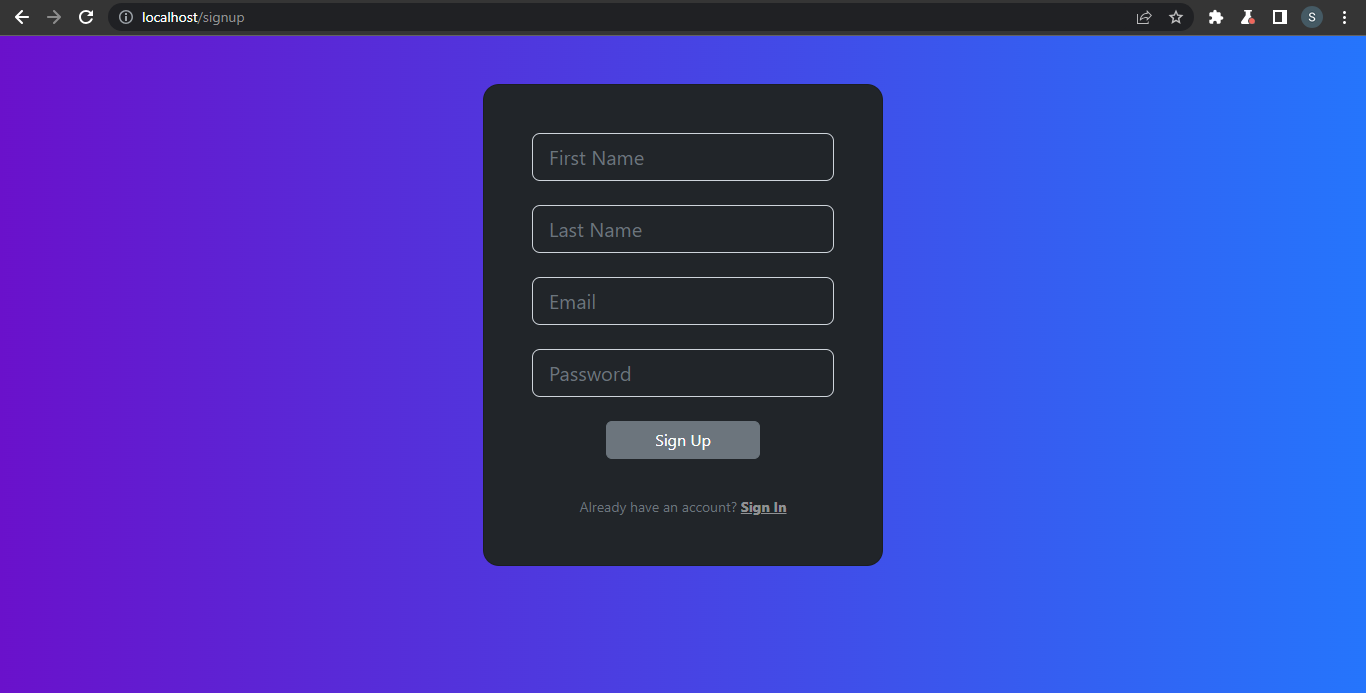 localhost/signup
S
First Name
Last Name
Email
Password
Sign Up
Already have an account? Sign In